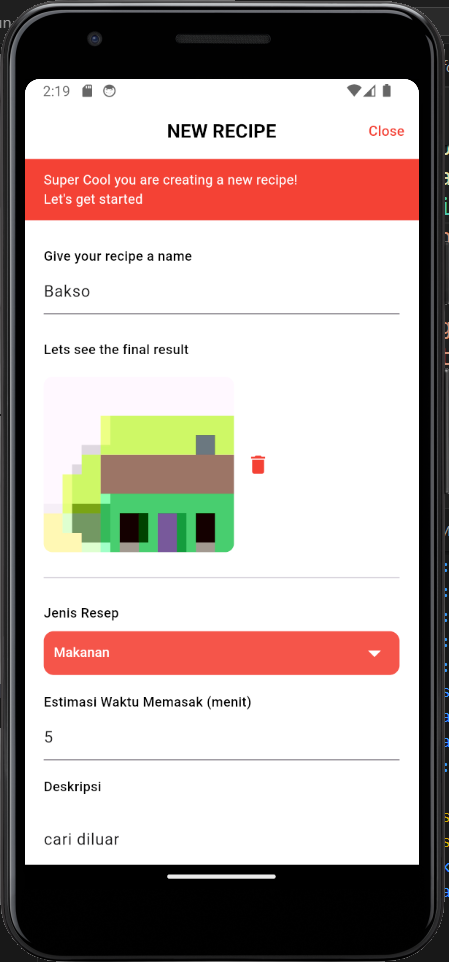 2:19
NEW RECIPE
Close
Super Cool you are creating a new recipe!
Let's get started
Give your recipe a name
Bakso
Lets see the final result
Jenis Resep
Makanan
Estimasi Waktu Memasak (menit)
5
Deskripsi
cari diluar